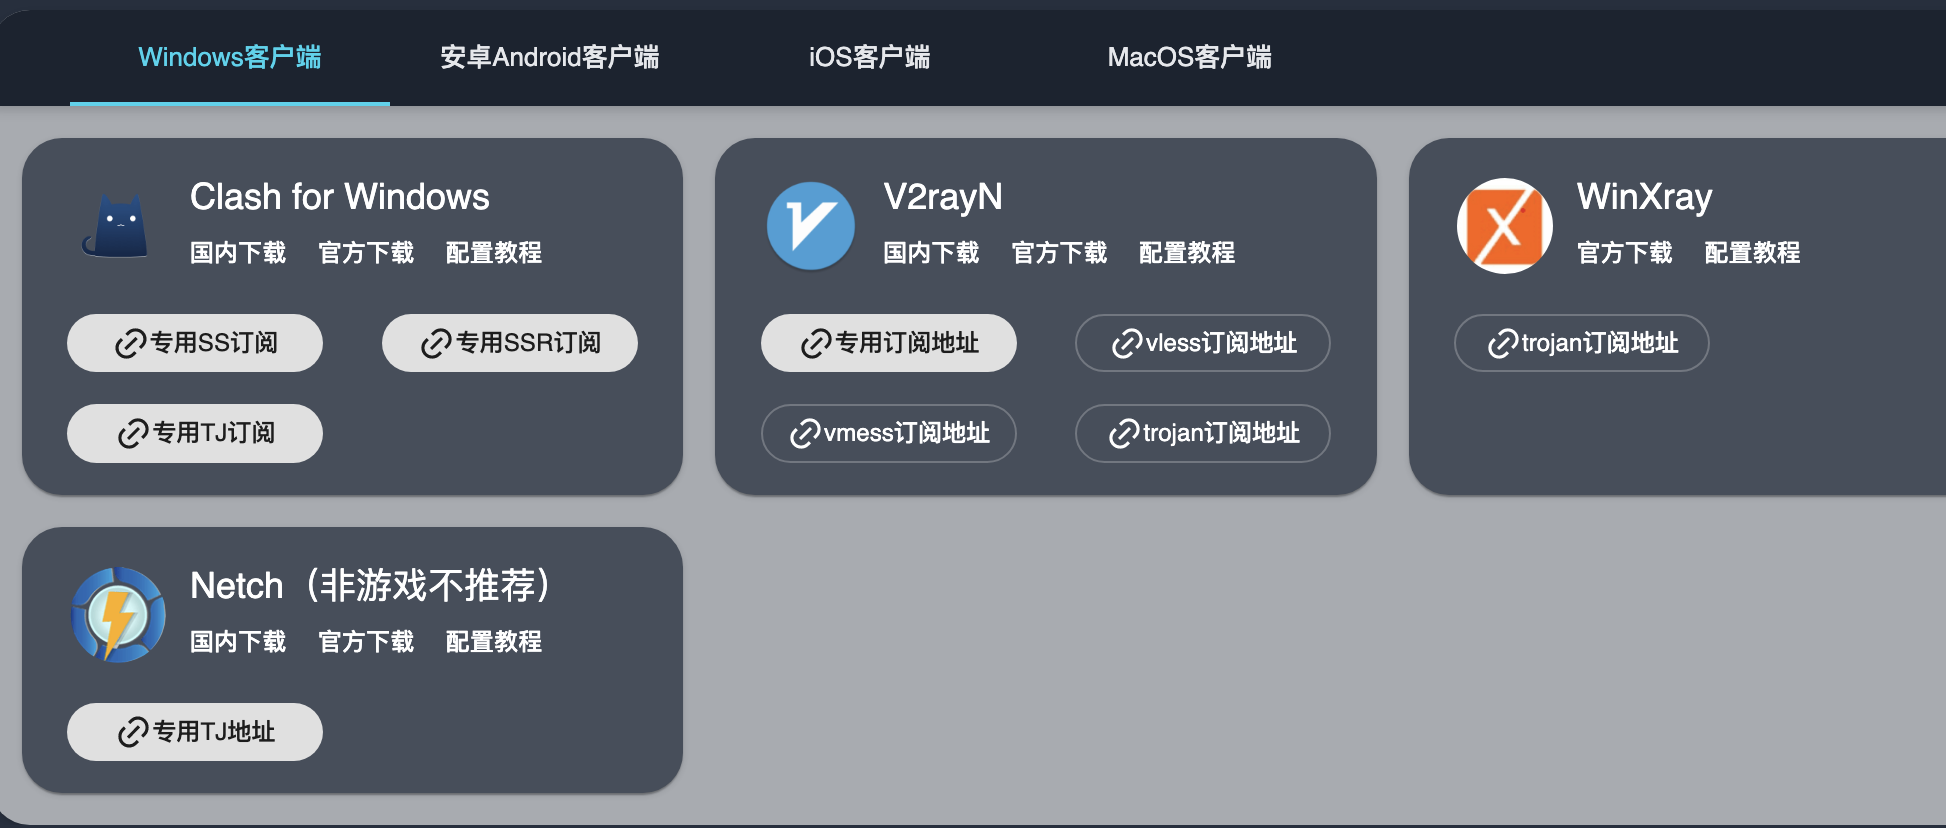 Windows客户端
安卓Android客户端
iOS客户端
MacOS客户端
Clash for Windows
国内下载 官方下载 配置教程
专用SS订阅
专用SSR订阅
专用TJ订阅
V2rayN
国内下载 官方下载 配置教程
专用订阅地址
vless订阅地址
vmess订阅地址
trojan订阅地址
WinXray
官方下载 配置教程
trojan订阅地址
Netch（非游戏不推荐）
国内下载 官方下载 配置教程
专用TJ地址